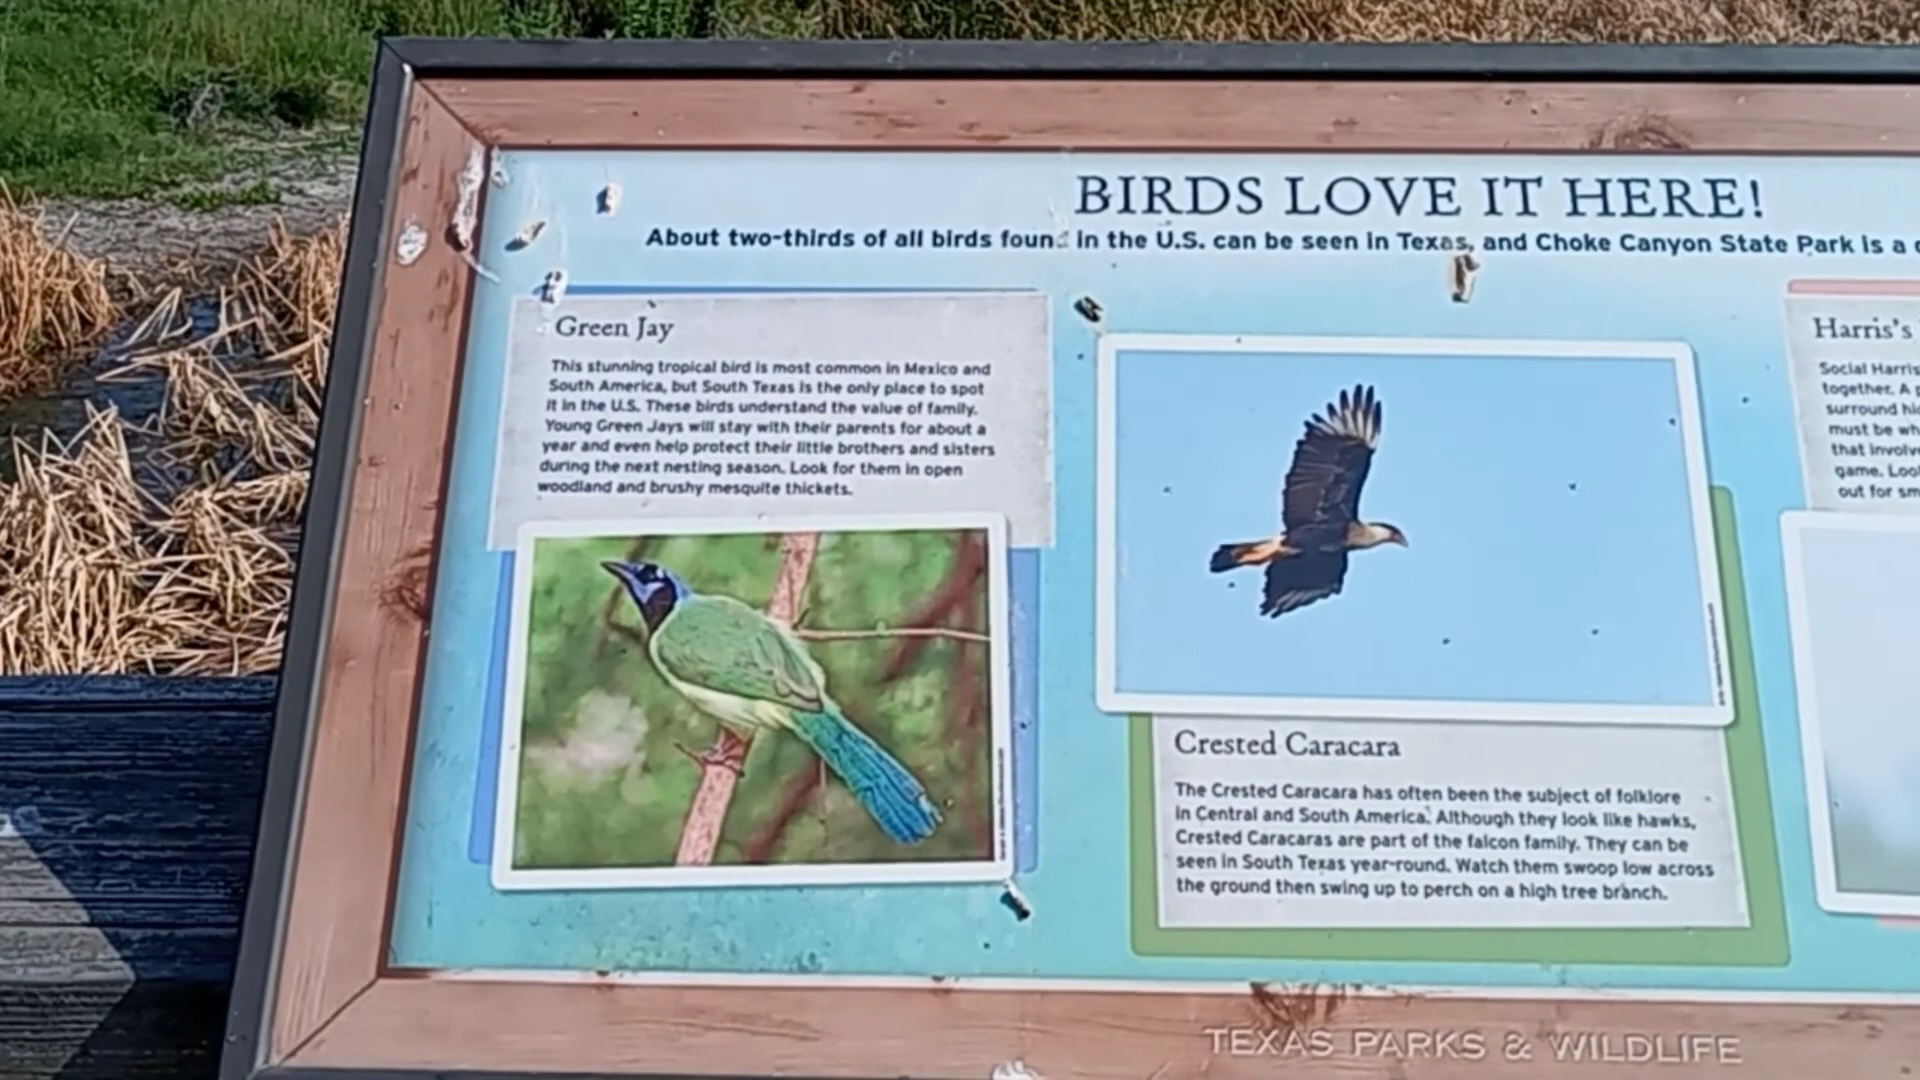 BIRDS LOVE IT HERE!
About two-thirds of all birds found in the U.S. can be seen in Texas, and Choke Canyon State Park is a
Green Jay
This stunning tropical bird is most common in Mexico and
South America, but South Texas is the only place to spot
it in the U.S. These birds understand the value of family.
Young Green Jays will stay with their parents for about a
year and even help protect their little brothers and sisters
during the next nesting season. Look for them in open
woodland and brushy mesquite thickets.
Crested Caracara
The Crested Caracara has often been the subject of folklore
in Central and South America. Although they look like hawks,
Crested Caracaras are part of the falcon family. They can be
seen in South Texas year-round. Watch them swoop low across
the ground then swing up to perch on a high tree branch.
Harris's
Social Harris
together. A
surround
must be
that
game.
out for
TEXAS PARKS & WILDLIFE